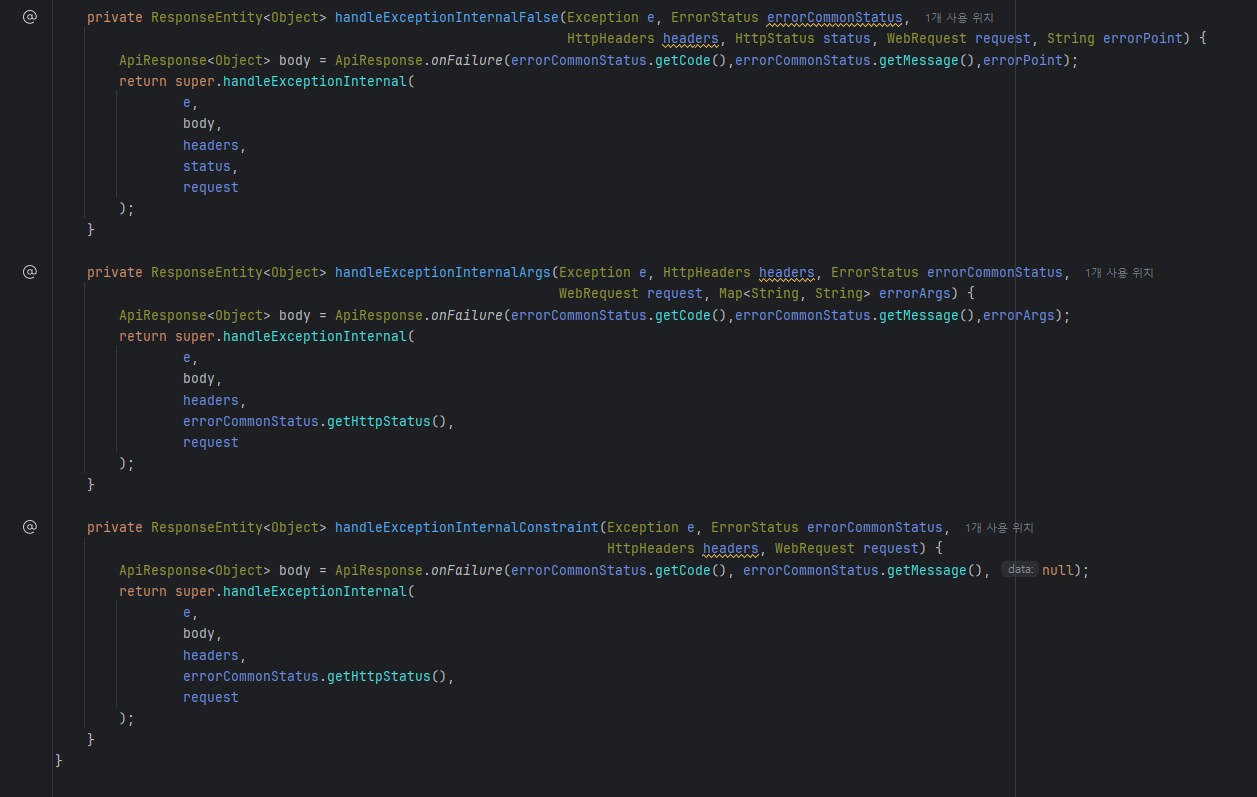 private ResponseEntity<Object> handleExceptionInternalFalse(Exception e, ErrorStatus errorCommonStatus, 1개 사용 위치
HttpHeaders headers, HttpStatus status, WebRequest request, String errorPoint) {
ApiResponse<Object> body = ApiResponse.onFailure(errorCommonStatus.getCode(),errorCommonStatus.getMessage(),errorPoint);
return super.handleExceptionInternal(
e,
body,
headers,
status,
request
);
}
private ResponseEntity<Object> handleExceptionInternalArgs(Exception e, HttpHeaders headers, ErrorStatus errorCommonStatus, 1개 사용 위치
WebRequest request, Map<String, String> errorArgs) {
ApiResponse<Object> body = ApiResponse.onFailure(errorCommonStatus.getCode(),errorCommonStatus.getMessage(),errorArgs);
return super.handleExceptionInternal(
e,
body,
headers,
errorCommonStatus.getHttpStatus(),
request
);
}
private ResponseEntity<Object> handleExceptionInternalConstraint(Exception e, ErrorStatus errorCommonStatus, 1개 사용 위치
HttpHeaders headers, WebRequest request) {
ApiResponse<Object> body = ApiResponse.onFailure(errorCommonStatus.getCode(), errorCommonStatus.getMessage(), data: null);
return super.handleExceptionInternal(
e,
body,
headers,
errorCommonStatus.getHttpStatus(),
request
);
}
}